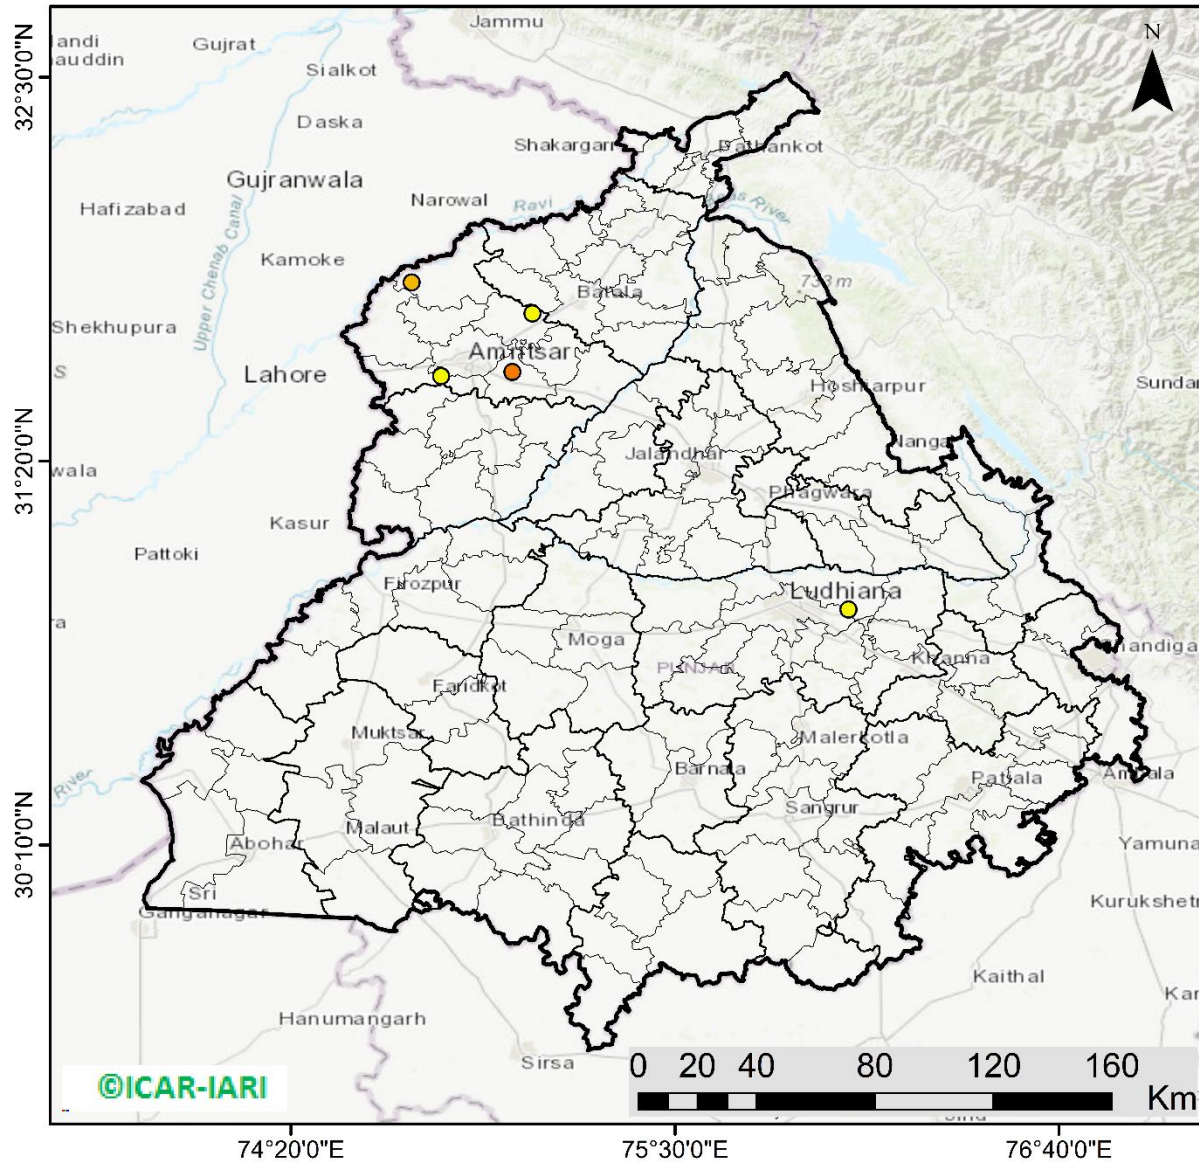 Jammu
N
Gujrat
Sialkot
Daska
Shakargarh
Pathankot
Gujranwala
Narowal
Ravi
River
Hafizabad
Upper Chenab Canal
Kamoke
733 m
Batala
Shekhupura
Amritsar
Lahore
Hoshiarpur
Sundar
Nangal
Jalandhar
Phagwara
Kasur
Pattoki
Firozpur
Ludhiana
Moga
Chandiga
PUNJAB
Khanna
Faridkot
Muktsar
Malerkotla
River
Barnala
Patiala
Ambala
Sangrur
Bathinda
Malaut
Abohar
Yamuna
Sri
Ganganagar
Kurukshetr
Kaithal
Kar
Hanumangarh
Sirsa
©ICAR-IARI
0 20 40 80 120 160
Km
32°30'0"N
31°20'0"N
30°10'0"N
74°20'0"E 75°30'0"E 76°40'0"E